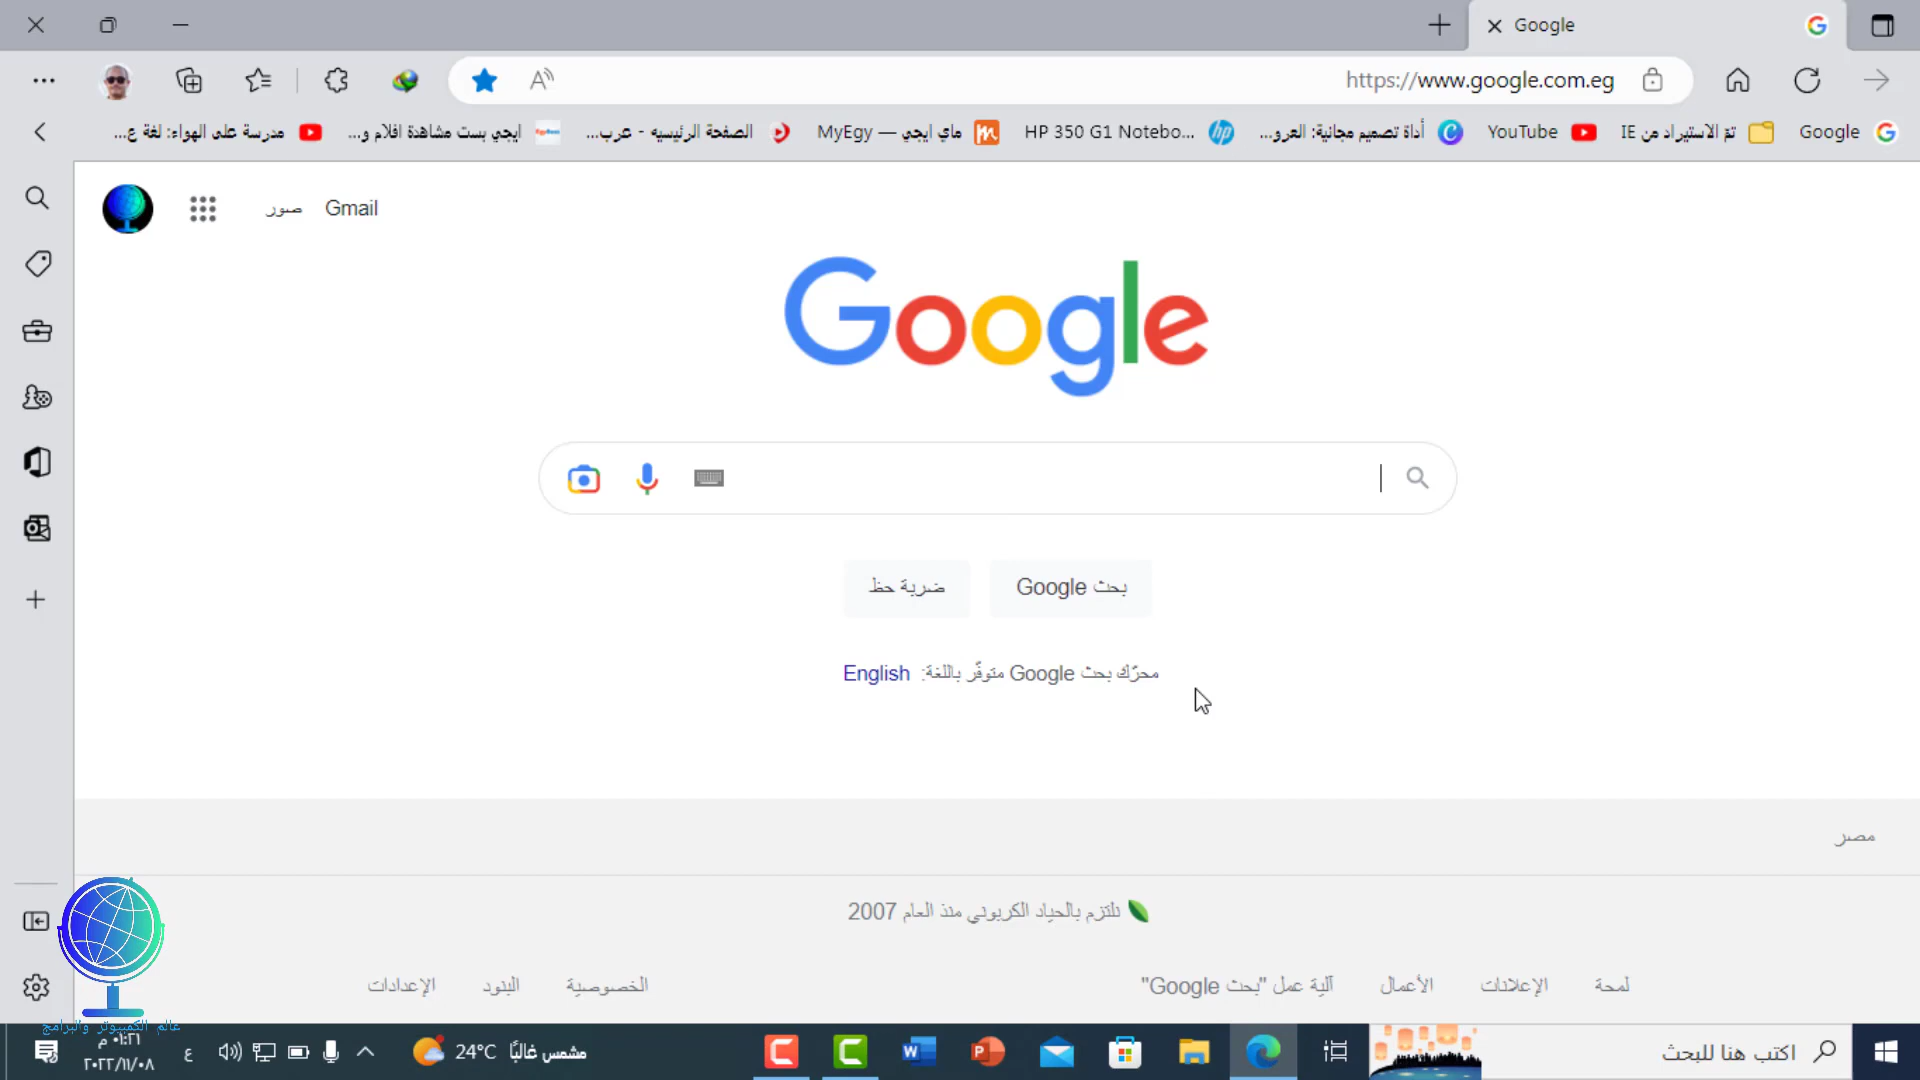 Google
https://www.google.com.eg
Google
تم الاستيراد من IE
YouTube
أداة تصميم مجانية: العرو...
HP 350 G1 Notebo...
ماي ايجي — MyEgy
الصفحة الرئيسيه - عرب...
ايجي بست مشاهدة افلام و...
مدرسة على الهواء: لغة ع...
Gmail
صور
Google
بحث Google
ضربة حظ
محرّك بحث Google متوفّر باللغة: English
مصر
نلتزم بالحياد الكربوني منذ العام 2007
لمحة
الإعلانات
الأعمال
آلية عمل "بحث Google"
الخصوصية
البنود
الإعدادات
عالم الكمبيوتر والبرامج
اكتب هنا للبحث
24°C مشمس غالبًا
ع
٠١:٢١ م
٢٠٢٢/١١/٠٨